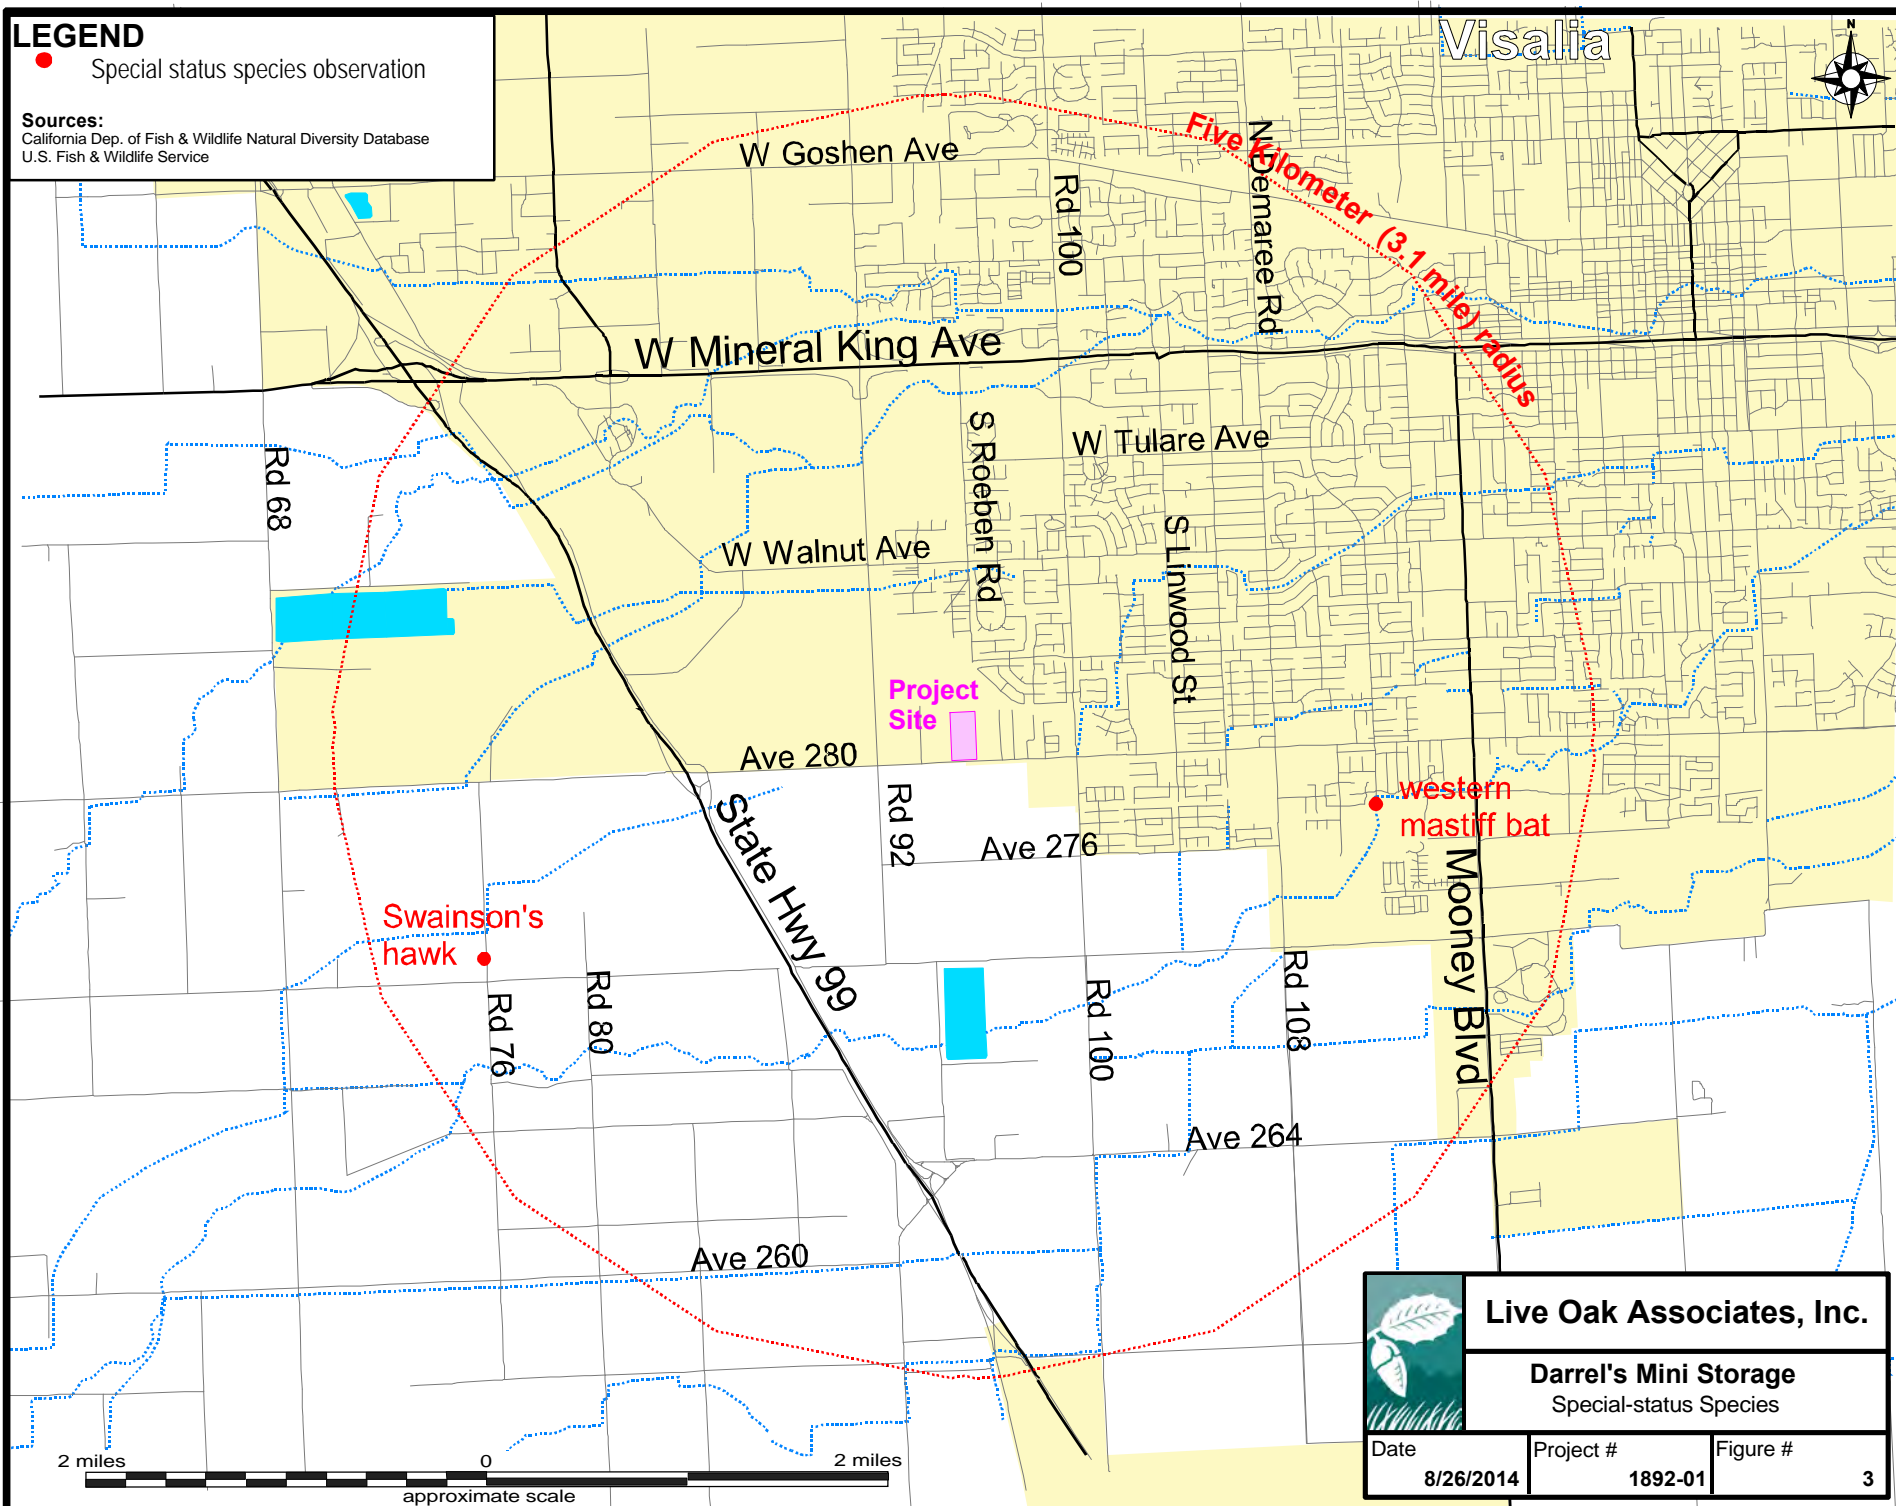 LEGEND
Special status species observation
Sources:
California Dep. of Fish & Wildlife Natural Diversity Database
U.S. Fish & Wildlife Service
Visalia
N
W Goshen Ave
Rd 100
N Demaree Rd
Five Kilometer (3.1 mile) radius
W Mineral King Ave
Rd 68
S Roeben Rd
W Tulare Ave
W Walnut Ave
S Linwood St
Project
Site
Ave 280
State Hwy 99
Rd 92
Ave 276
western
mastiff bat
Mooney Blvd
Swainson's
hawk
Rd 76
Rd 80
Rd 100
Rd 108
Ave 264
Ave 260
2 miles
0
2 miles
approximate scale
Live Oak Associates, Inc.
Darrel's Mini Storage
Special-status Species
Date
8/26/2014
Project #
1892-01
Figure #
3